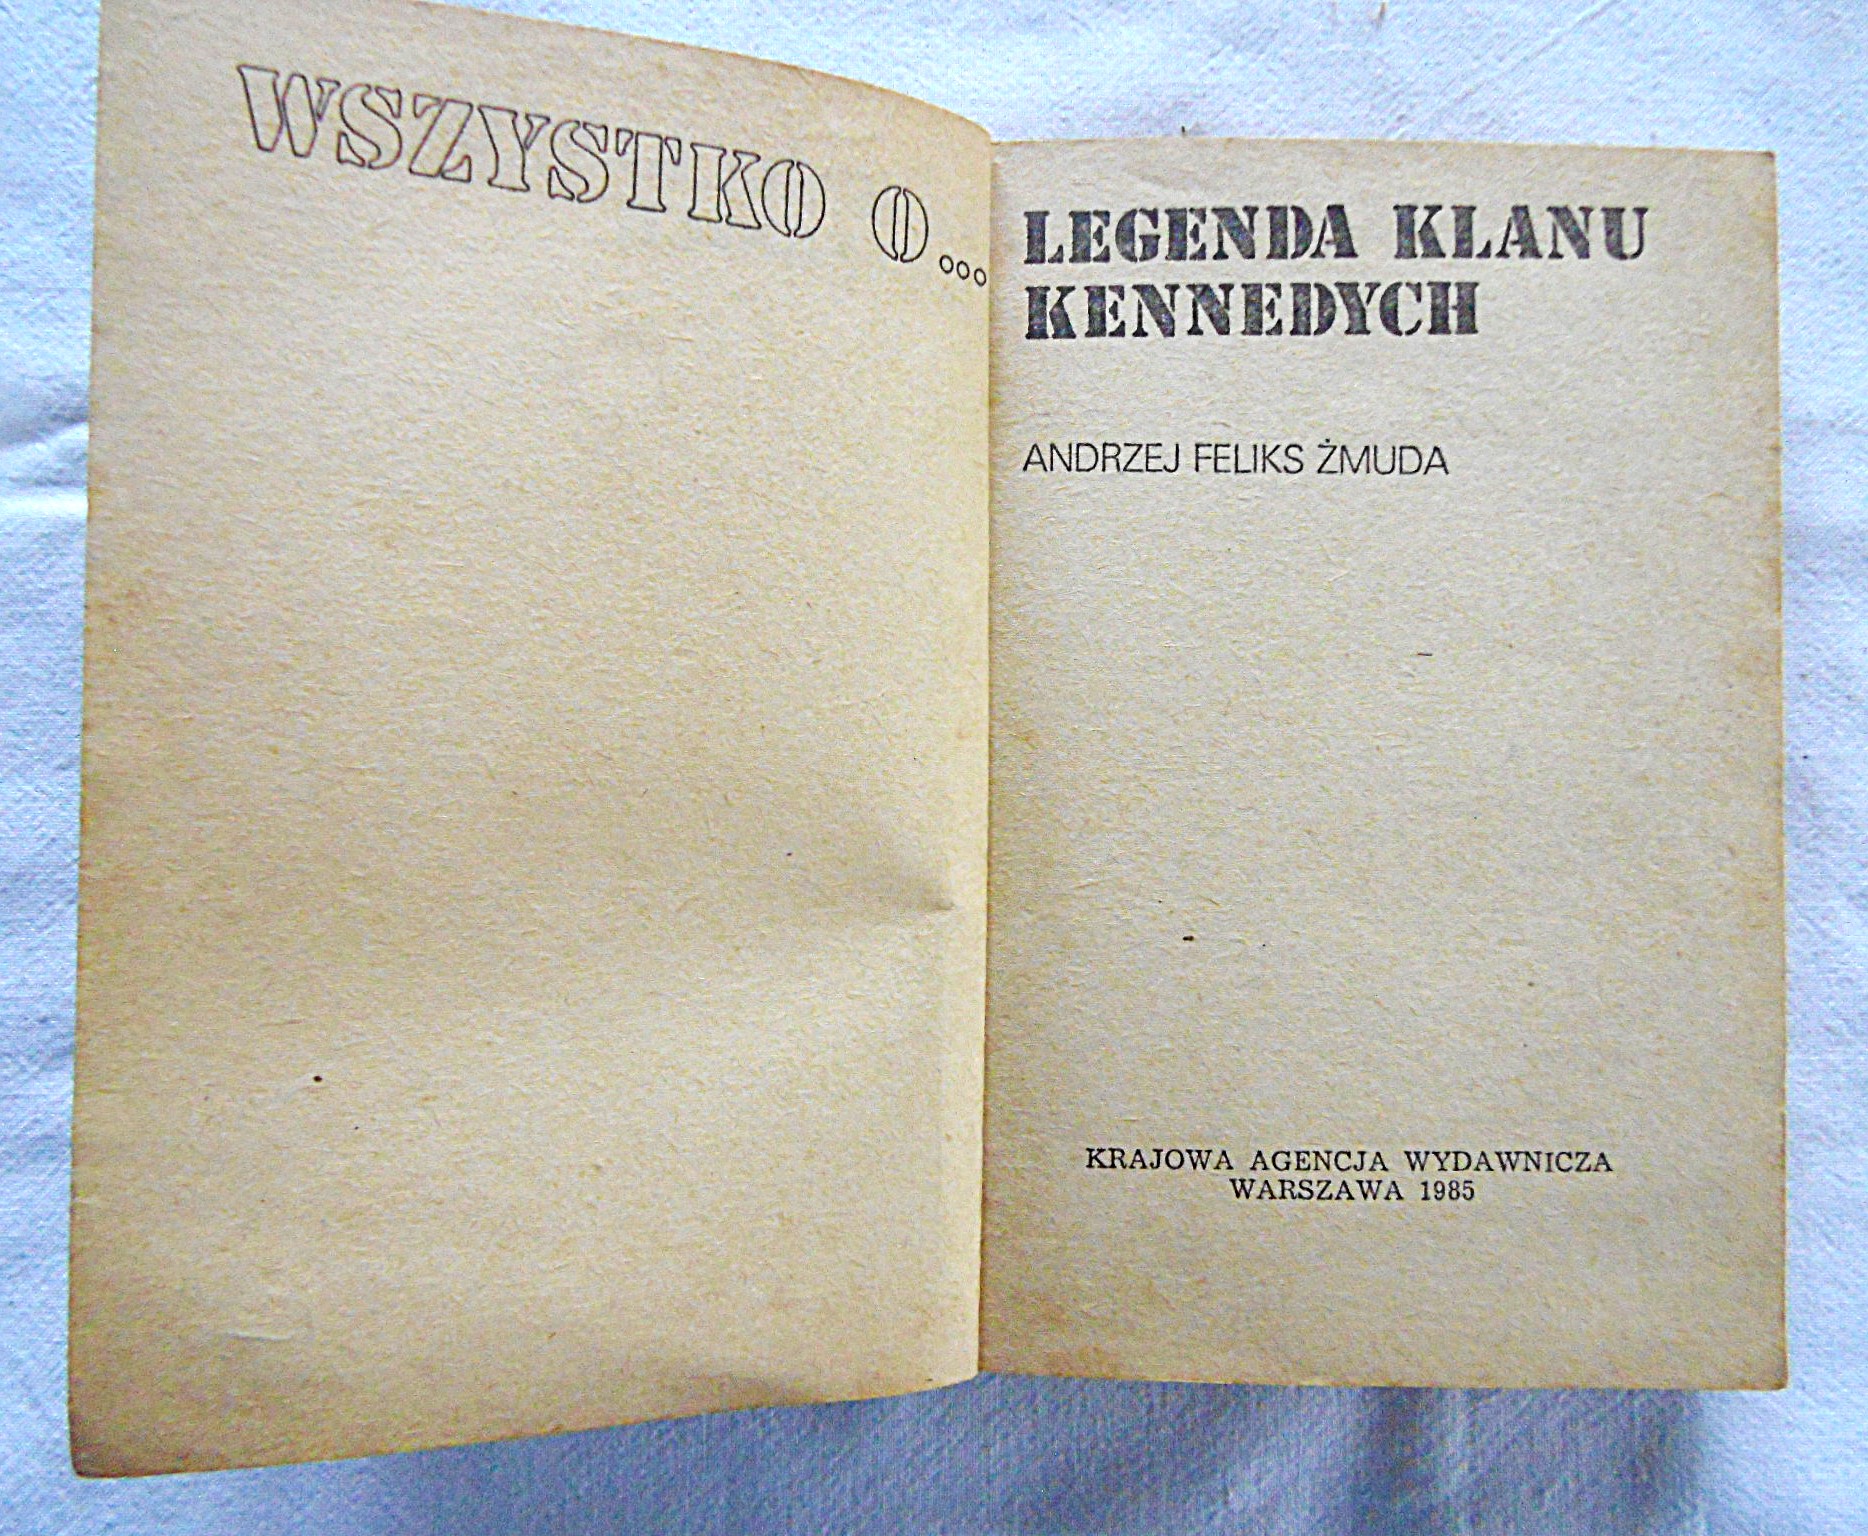 WSZYSTKO O...
LEGENDA KLANU
KENNEDYCH
ANDRZEJ FELIKS ŻMUDA
KRAJOWA AGENCJA WYDAWNICZA
WARSZAWA 1985